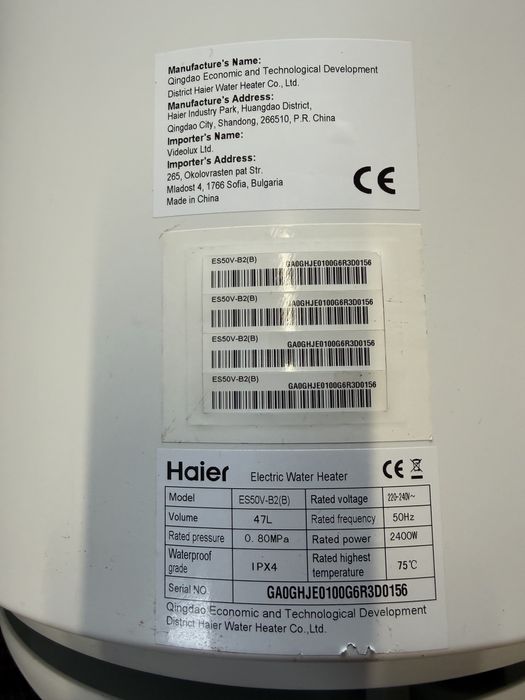 Manufacture's Name:
Qingdao Economic and Technological Development
District Haier Water Heater Co., Ltd.
Manufacture's Address:
Haier Industry Park, Huangdao District,
Qingdao City, Shandong, 266510, P.R. China
Importer's Name:
Videolux Ltd.
Importer's Address:
265, Okolovrasten pat Str.
Mladost 4, 1766 Sofia, Bulgaria
Made in China
CE
ES50V-B2(B) GA0GHJE0100G6R3D0156
ES50V-B2(B) GA0GHJE0100G6R3D0156
ES50V-B2(B) GA0GHJE0100G6R3D0156
ES50V-B2(B) GA0GHJE0100G6R3D0156
Haier Electric Water Heater CE
Model ES50V-B2(B) Rated voltage 220-240V~
Volume 47L Rated frequency 50Hz
Rated pressure 0.80MPa Rated power 2400W
Waterproof grade IPX4 Rated highest temperature 75℃
Serial NO GA0GHJE0100G6R3D0156
Qingdao Economic and Technological Development
District Haier Water Heater Co.,Ltd.